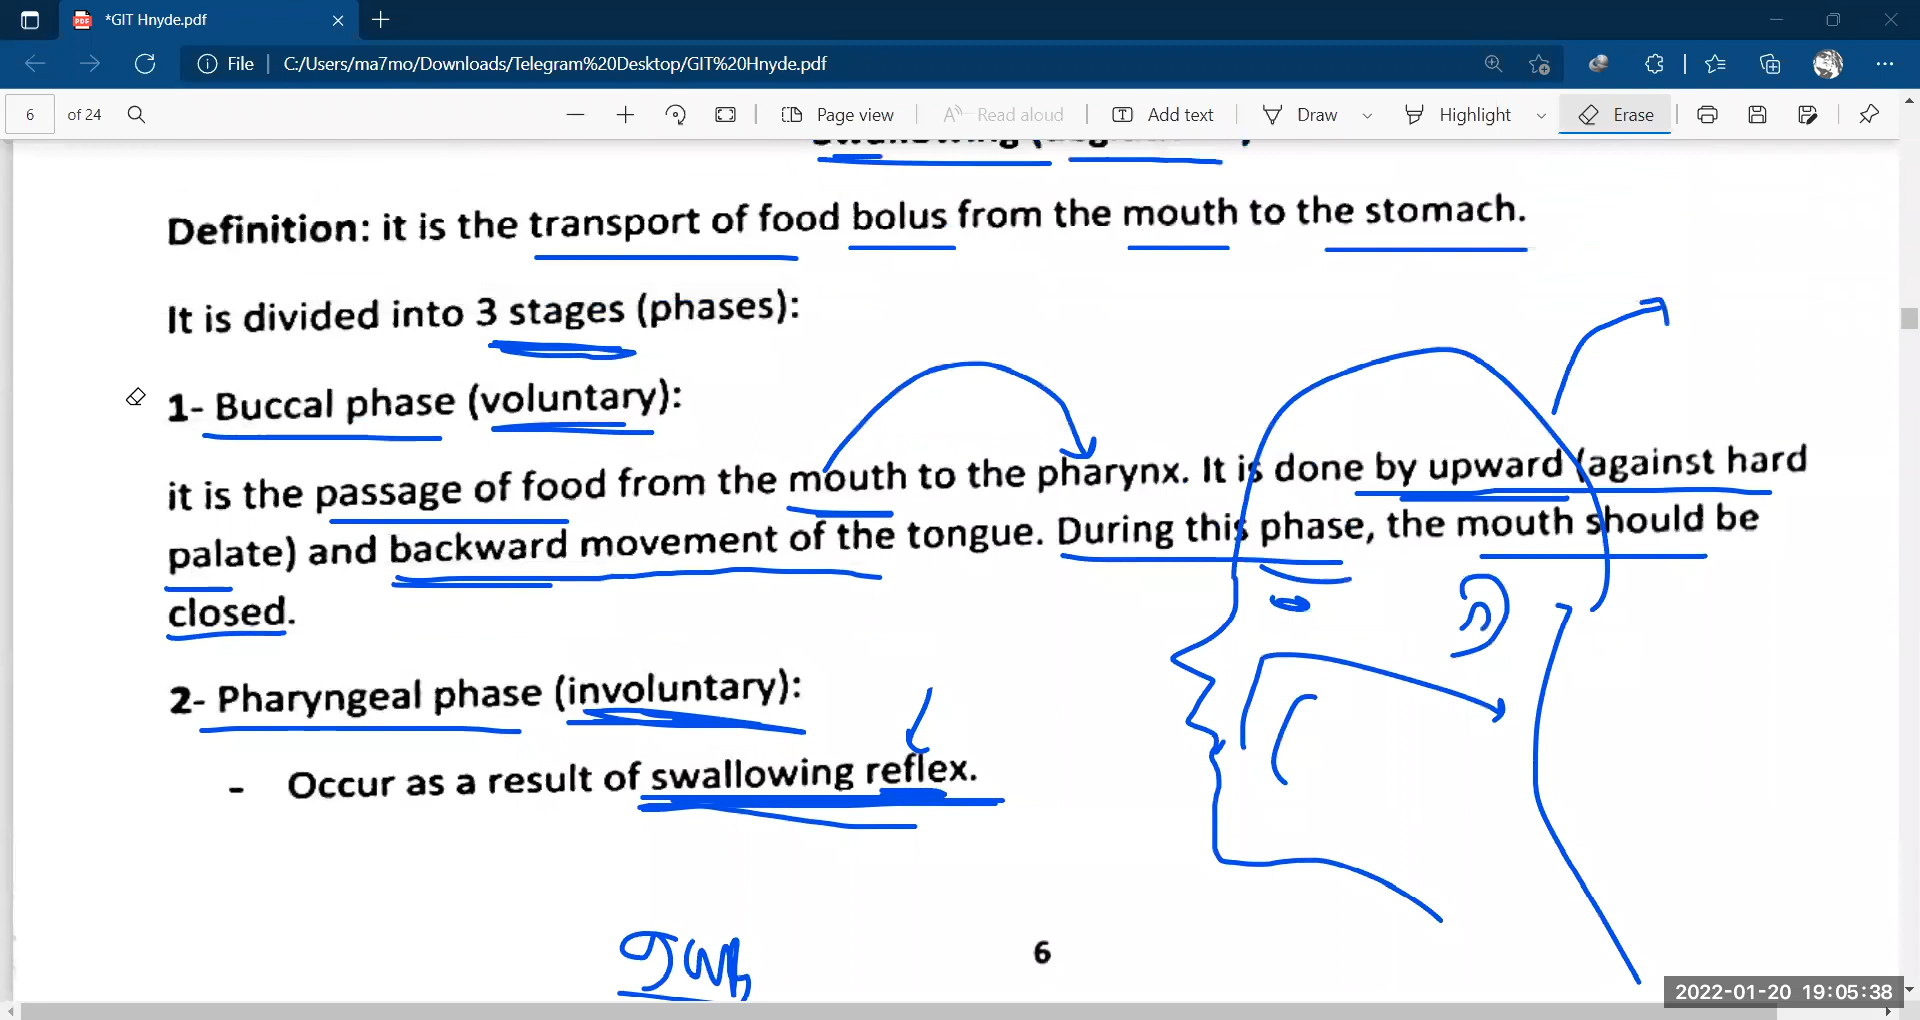 *GIT Hnyde.pdf
File C:/Users/ma7mo/Downloads/Telegram%20Desktop/GIT%20Hnyde.pdf
6 of 24 Page view Read aloud Add text Draw Highlight Erase
Definition: it is the transport of food bolus from the mouth to the stomach.
It is divided into 3 stages (phases):
1- Buccal phase (voluntary):
it is the passage of food from the mouth to the pharynx. It is done by upward (against hard
palate) and backward movement of the tongue. During this phase, the mouth should be
closed.
2- Pharyngeal phase (involuntary):
- Occur as a result of swallowing reflex.
6
2022-01-20 19:05:38